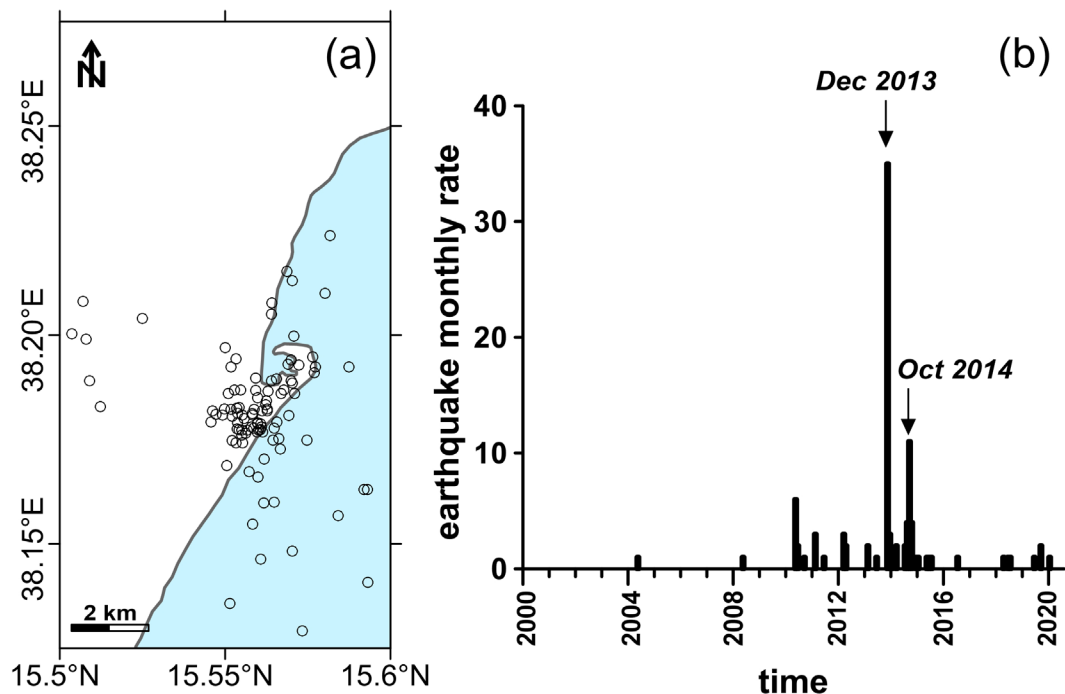 (a)
N
38.25°E
38.20°E
38.15°E
2 km
15.5°N
15.55°N
15.6°N
(b)
Dec 2013
Oct 2014
earthquake monthly rate
40
30
20
10
0
2000
2004
2008
2012
2016
2020
time